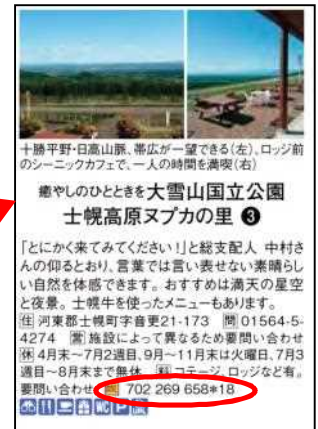 十勝平野・日高山脈、帯広が一望できる(左)、ロッジ前
のシーニックカフェで、一人の時間を満喫(右)
癒やしのひとときを大雪山国立公園
士幌高原ヌプカの里 ❸
「とにかく来てみてください!」と総支配人 中村さ
んの仰るとおり、言葉では言い表せない素晴らし
い自然を体感できます。おすすめは満天の星空
と夜景。士幌牛を使ったメニューもあります。
住 河東郡士幌町字音更21-173 問 01564-5-
4274 営 施設によって異なるため要問い合わせ
休 4月末〜7月2週目、9月〜11月末は火曜日、7月3
週目〜8月末まで無休 料 コテージ、ロッジなど有。
要問い合わせ 702 269 658*18
WC P